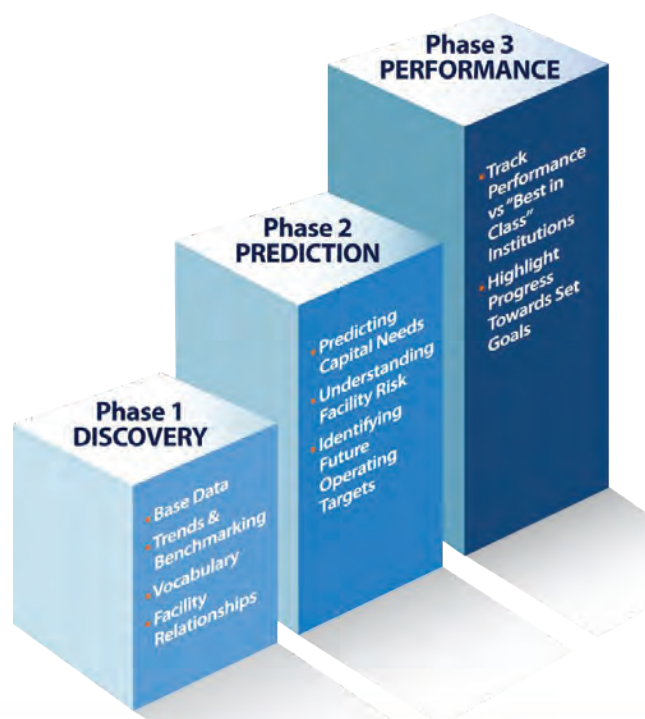 Phase 1
DISCOVERY
• Base Data
• Trends &
Benchmarking
• Vocabulary
• Facility
Relationships
Phase 2
PREDICTION
• Predicting
Capital Needs
• Understanding
Facility Risk
• Identifying
Future
Operating
Targets
Phase 3
PERFORMANCE
• Track
Performance
vs "Best in
Class"
Institutions
• Highlight
Progress
Towards Set
Goals